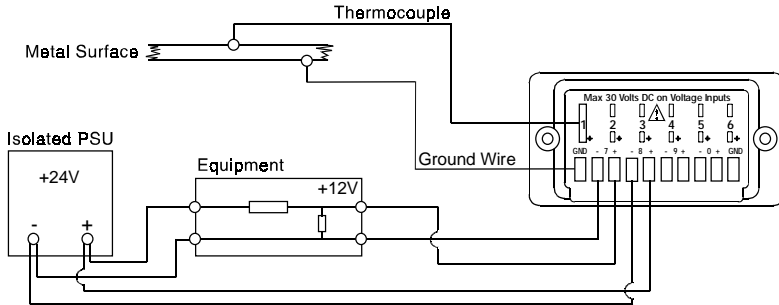 Thermocouple
Metal Surface
Max 30 Volts DC on Voltage Inputs
1 2 3 4 5 6
+ + + + + +
GND - 7 + - 8 + - 9 + - 0 + GND
Isolated PSU
+24V
- +
Equipment
+12V
Ground Wire